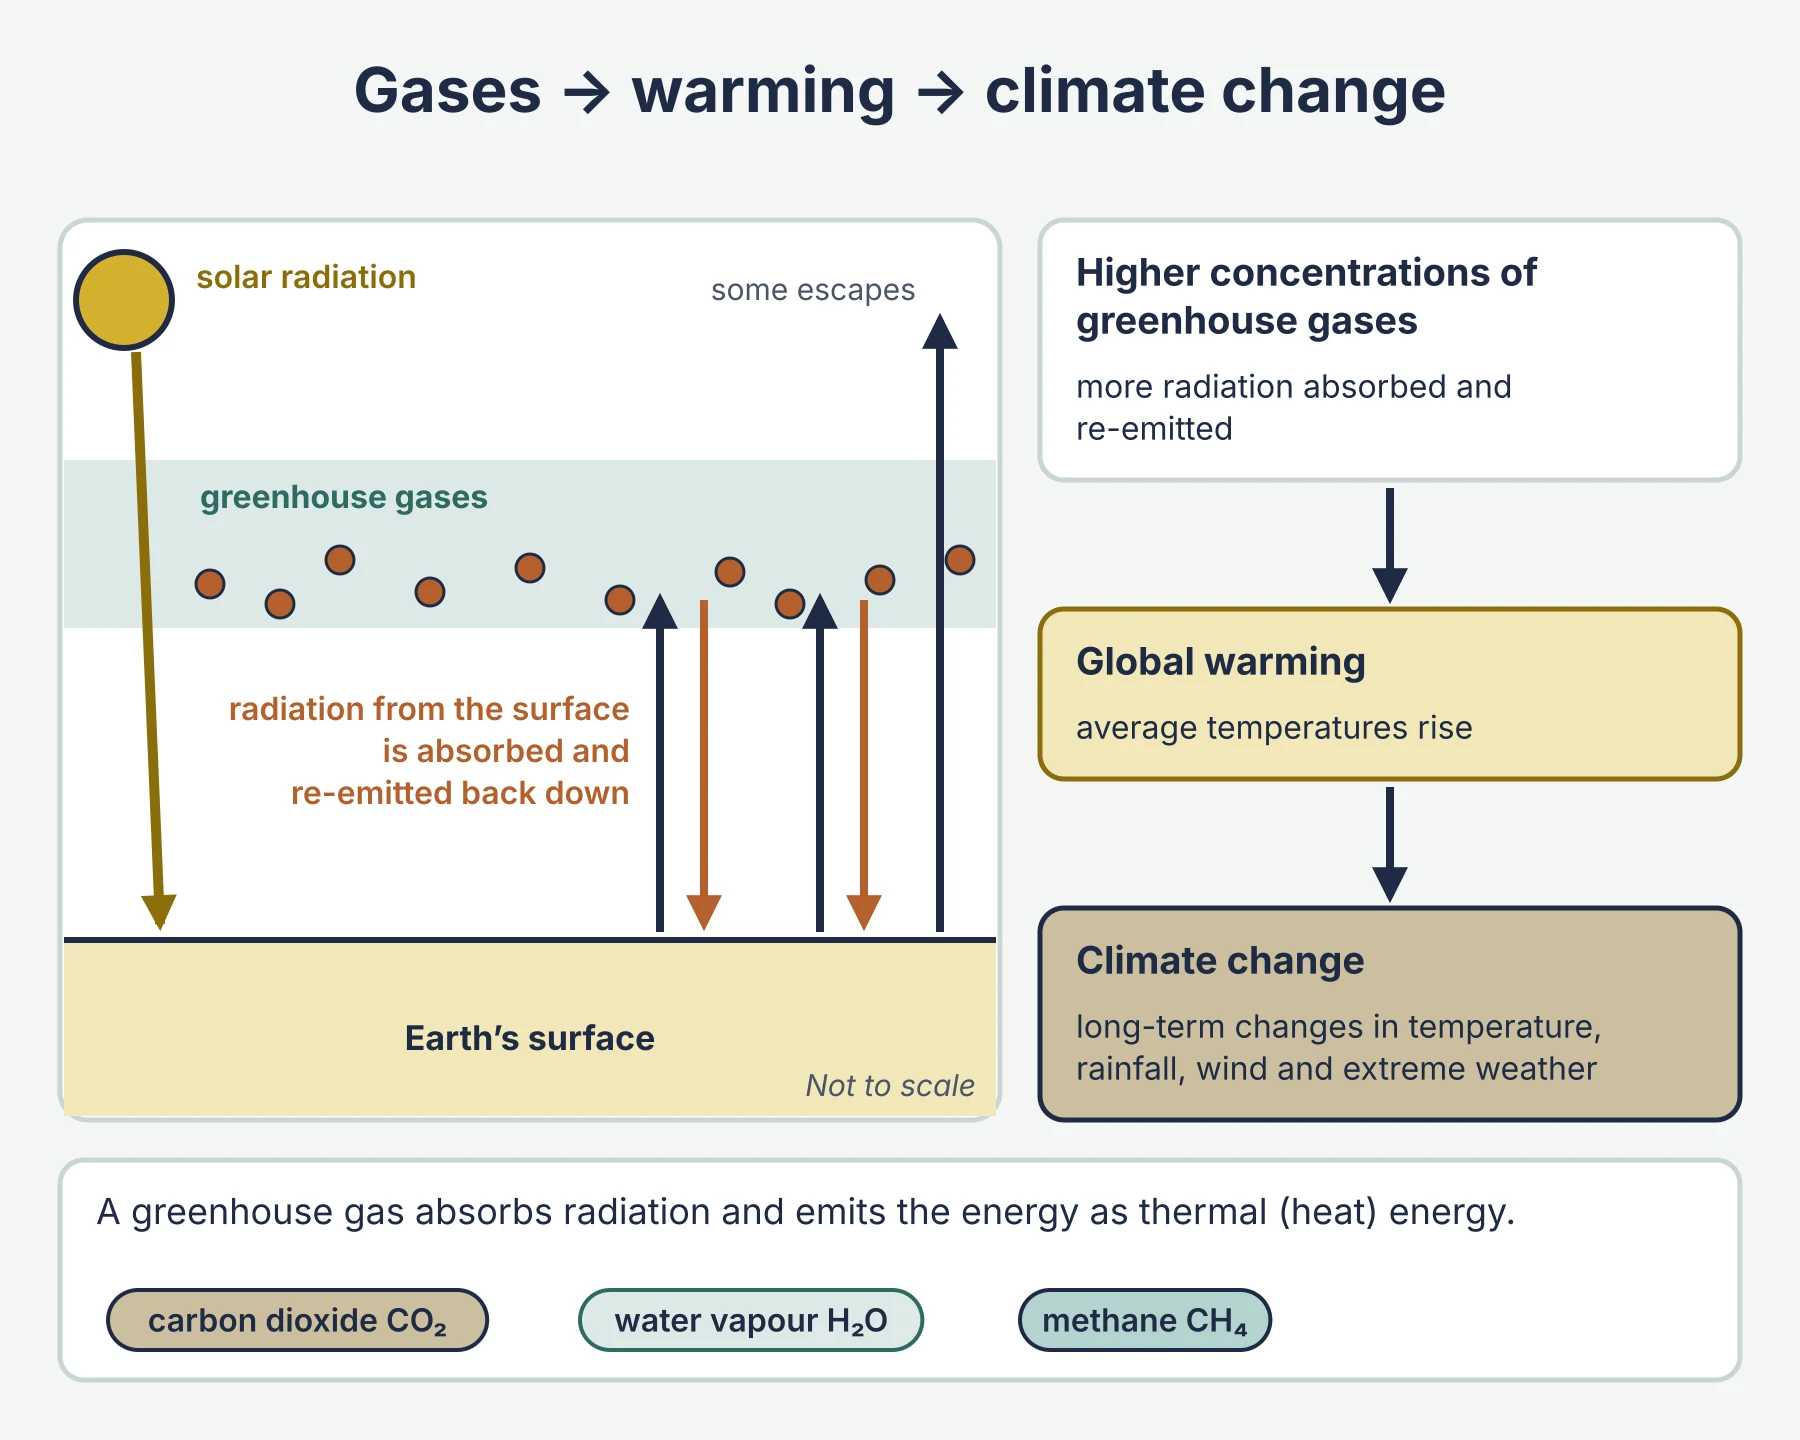 Gases → warming → climate change
solar radiation
some escapes
greenhouse gases
radiation from the surface
is absorbed and
re-emitted back down
Earth’s surface
Not to scale
Higher concentrations of
greenhouse gases
more radiation absorbed and
re-emitted
Global warming
average temperatures rise
Climate change
long-term changes in temperature,
rainfall, wind and extreme weather
A greenhouse gas absorbs radiation and emits the energy as thermal (heat) energy.
carbon dioxide CO₂
water vapour H₂O
methane CH₄